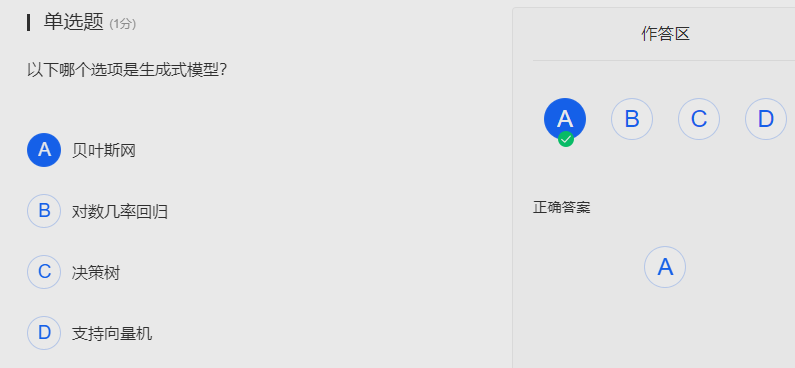 单选题 (1分)
以下哪个选项是生成式模型？
A 贝叶斯网
B 对数几率回归
C 决策树
D 支持向量机
作答区
A B C D
正确答案
A